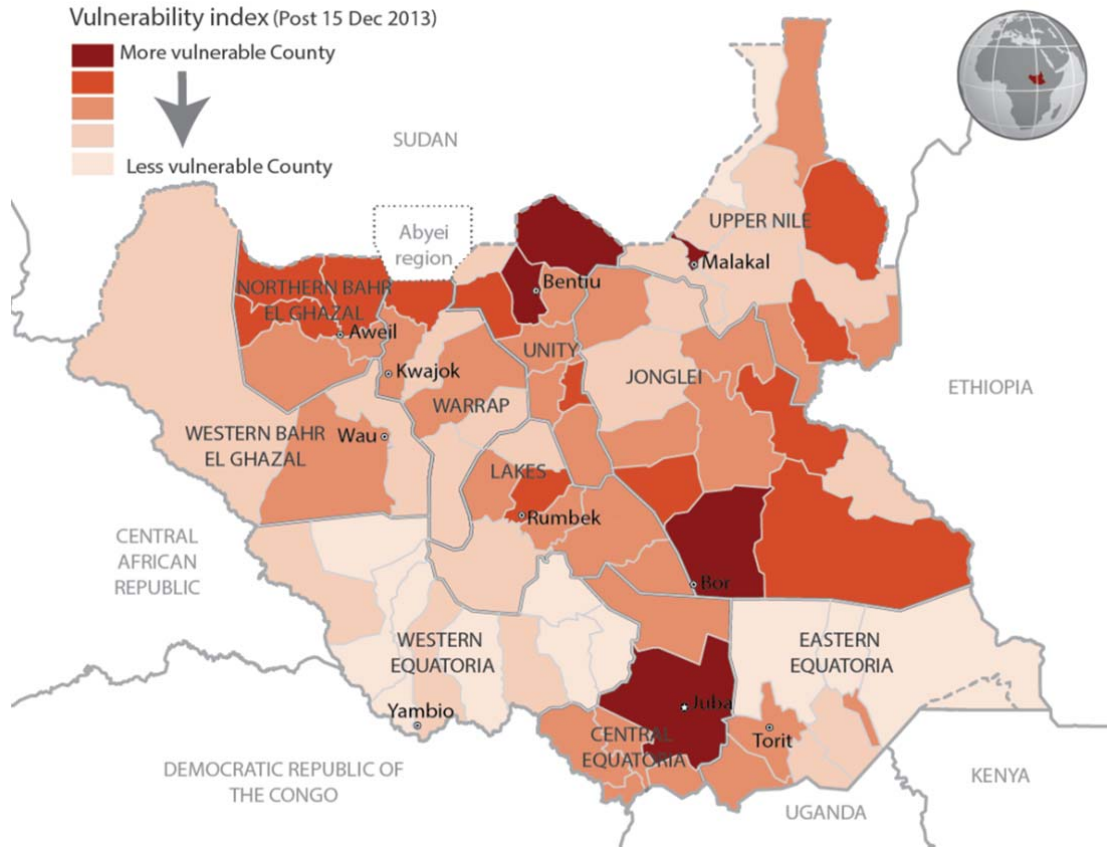 Vulnerability index (Post 15 Dec 2013)
More vulnerable County
Less vulnerable County
SUDAN
Abyei
region
UPPER NILE
Malakal
NORTHERN BAHR
EL GHAZAL
Bentiu
Aweil
UNITY
Kwajok
JONGLEI
ETHIOPIA
WARRAP
WESTERN BAHR
EL GHAZAL
Wau
LAKES
Rumbek
CENTRAL
AFRICAN
REPUBLIC
Bor
WESTERN
EQUATORIA
EASTERN
EQUATORIA
Yambio
Juba
CENTRAL
EQUATORIA
Torit
DEMOCRATIC REPUBLIC OF
THE CONGO
KENYA
UGANDA